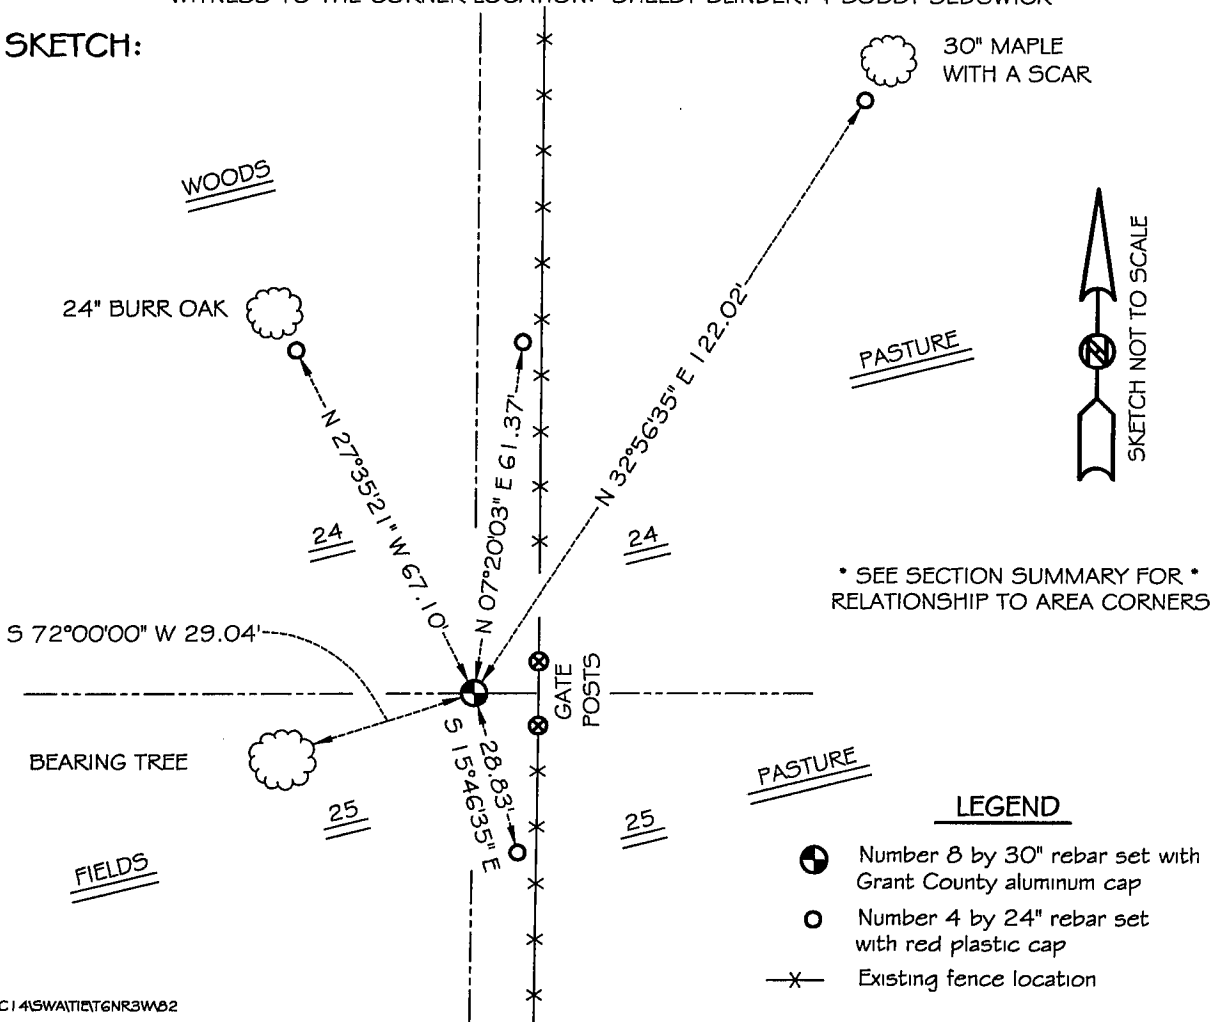 SKETCH:
30" MAPLE
WITH A SCAR
WOODS
24" BURR OAK
PASTURE
SKETCH NOT TO SCALE
N
N 27°35'21" W 67.10'
N 07°20'03" E 61.37'
N 32°56'35" E 122.02'
24
24
* SEE SECTION SUMMARY FOR *
RELATIONSHIP TO AREA CORNERS
S 72°00'00" W 29.04'
GATE
POSTS
BEARING TREE
28.83'
S 15°46'35" E
PASTURE
25
25
FIELDS
LEGEND
Number 8 by 30" rebar set with
Grant County aluminum cap
Number 4 by 24" rebar set
with red plastic cap
Existing fence location